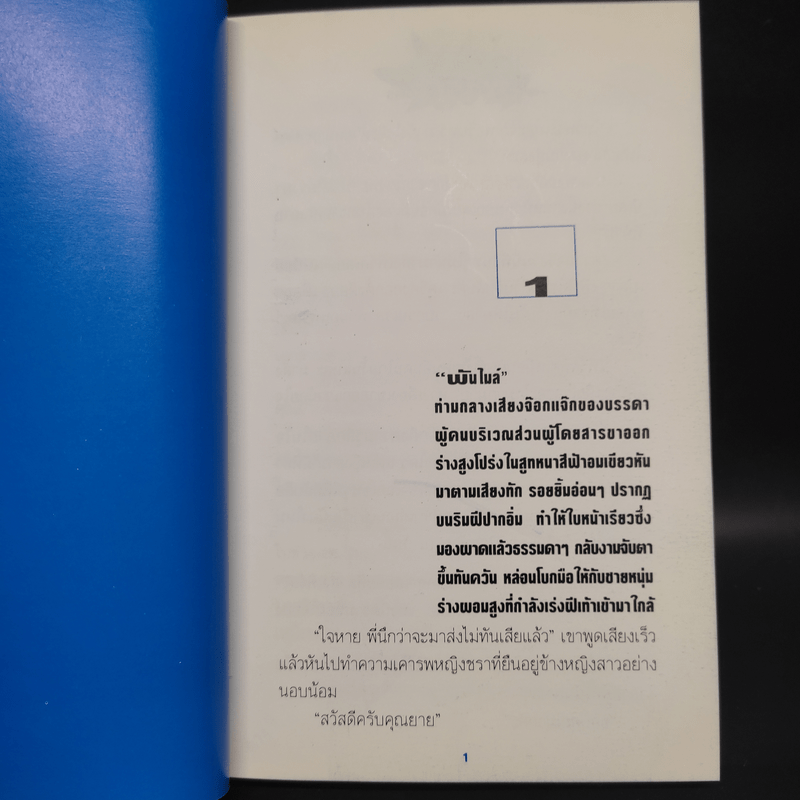 1
“พันไมล์”
ท่ามกลางเสียงจ๊อกแจ๊กของบรรดา
ผู้คนบริเวณส่วนผู้โดยสารขาออก
ร่างสูงโปร่งในสูทหนาสีฟ้าอมเขียวหัน
มาตามเสียงทัก รอยยิ้มอ่อนๆ ปรากฏ
บนริมฝีปากอิ่ม ทำให้ใบหน้าเรียวซึ่ง
มองผาดแล้วธรรมดาๆ กลับงามจับตา
ขึ้นทันควัน หล่อนโบกมือให้กับชายหนุ่ม
ร่างผอมสูงที่กำลังเร่งฝีเท้าเข้ามาใกล้
“ใจหาย พี่นึกว่าจะมาส่งไม่ทันเสียแล้ว” เขาพูดเสียงเร็ว
แล้วหันไปทำความเคารพหญิงชราที่ยืนอยู่ข้างหญิงสาวอย่าง
นอบน้อม
“สวัสดีครับคุณยาย”
1